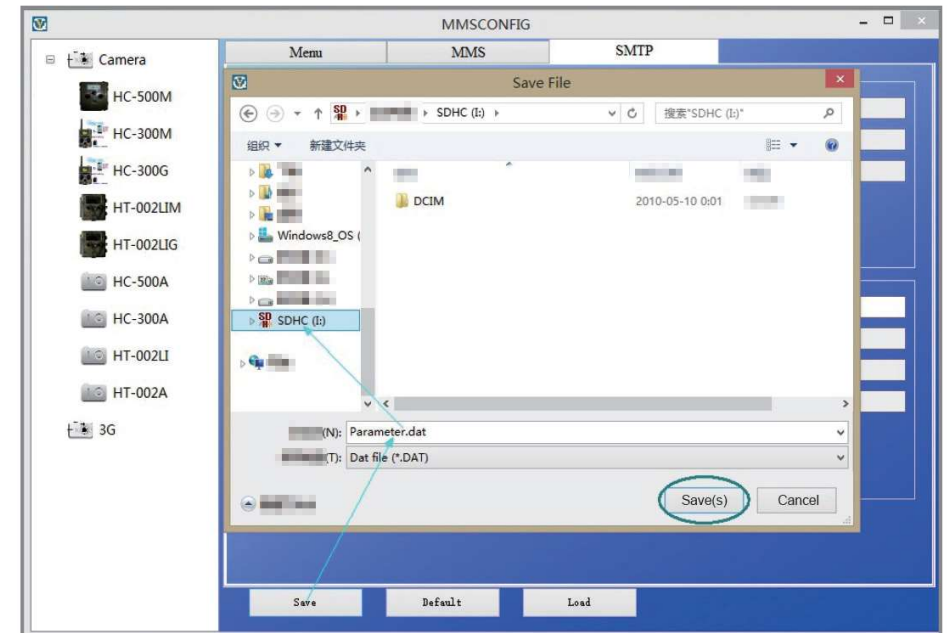 MMSCONFIG
Camera
HC-500M
HC-300M
HC-300G
HT-002LIM
HT-002LIG
HC-500A
HC-300A
HT-002LI
HT-002A
3G
Menu MMS SMTP
Save File
SDHC (I:)
搜索"SDHC (I:)"
组织 新建文件夹
Windows8_OS (
SDHC (I:)
DCIM 2010-05-10 0:01
(N): Parameter.dat
(T): Dat file (*.DAT)
Save(s) Cancel
Save Default Load